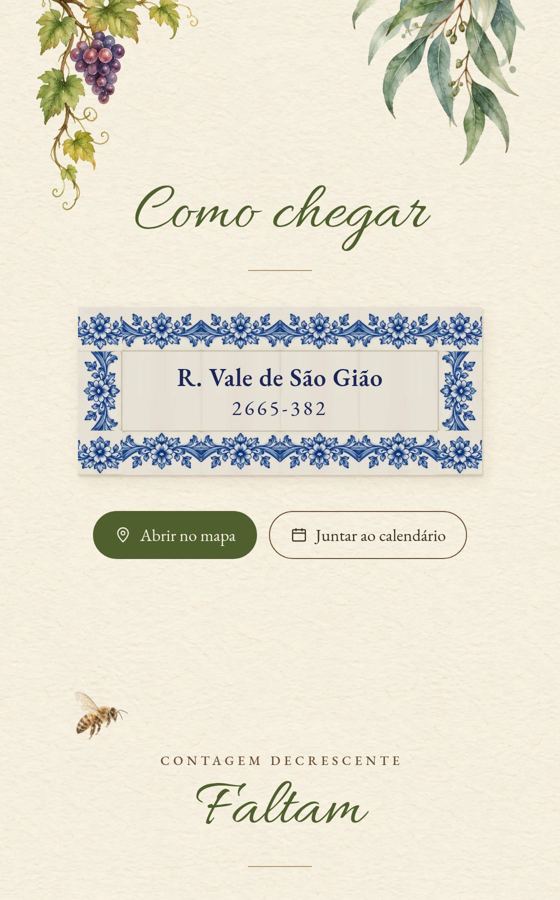 Como chegar
R. Vale de São Gião
2665-382
Abrir no mapa
Juntar ao calendário
CONTAGEM DECRESCENTE
Faltam